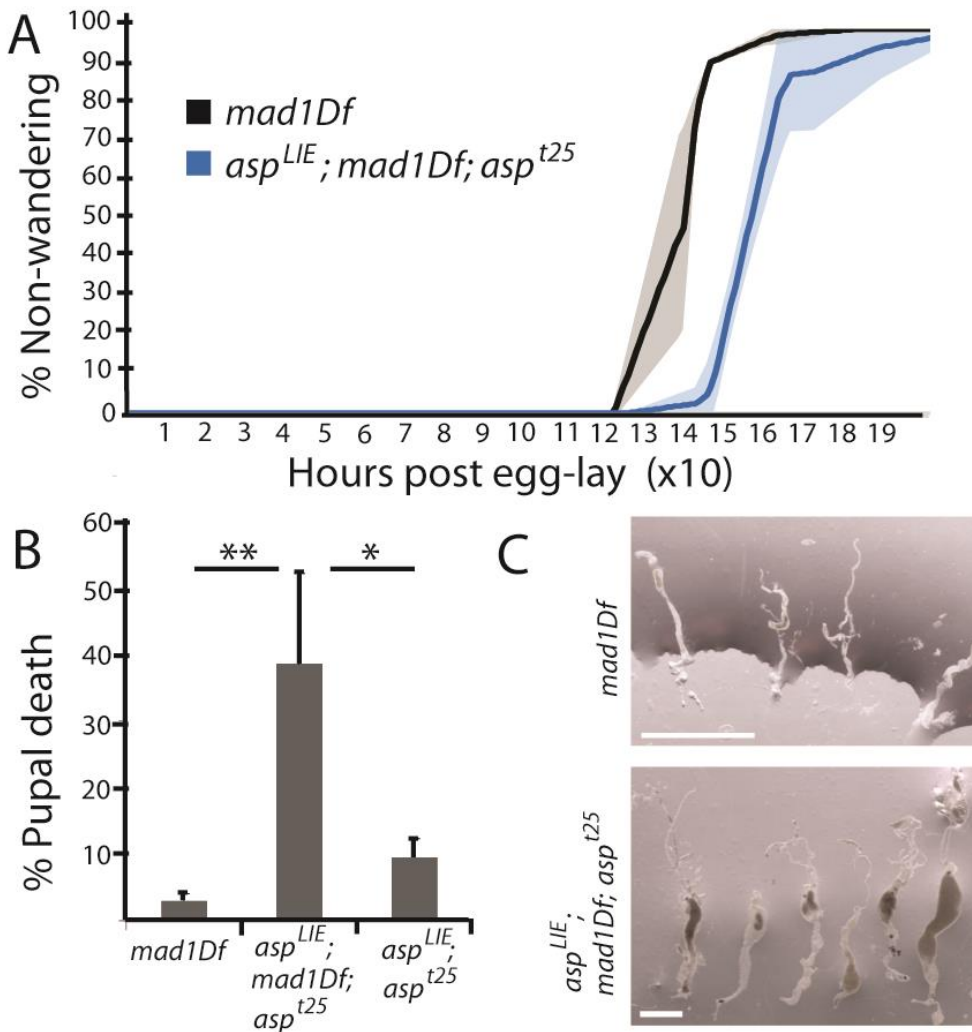 A
100
90
80
70
60
50
40
30
20
10
0
% Non-wandering
mad1Df
asp^LIE; mad1Df; asp^t25
1 2 3 4 5 6 7 8 9 10 11 12 13 14 15 16 17 18 19
Hours post egg-lay (x10)
B
60
50
40
30
20
10
% Pupal death
** *
mad1Df
asp^LIE;
mad1Df;
asp^t25
asp^LIE;
asp^t25
C
mad1Df
asp^LIE;
mad1Df; asp^t25